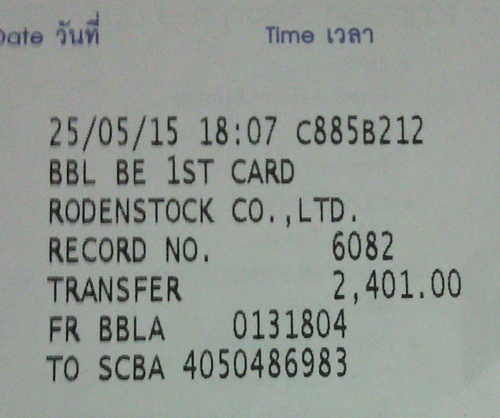 Date วันที่ Time เวลา
25/05/15 18:07 C885B212
BBL BE 1ST CARD
RODENSTOCK CO.,LTD.
RECORD NO. 6082
TRANSFER 2,401.00
FR BBLA 0131804
TO SCBA 4050486983